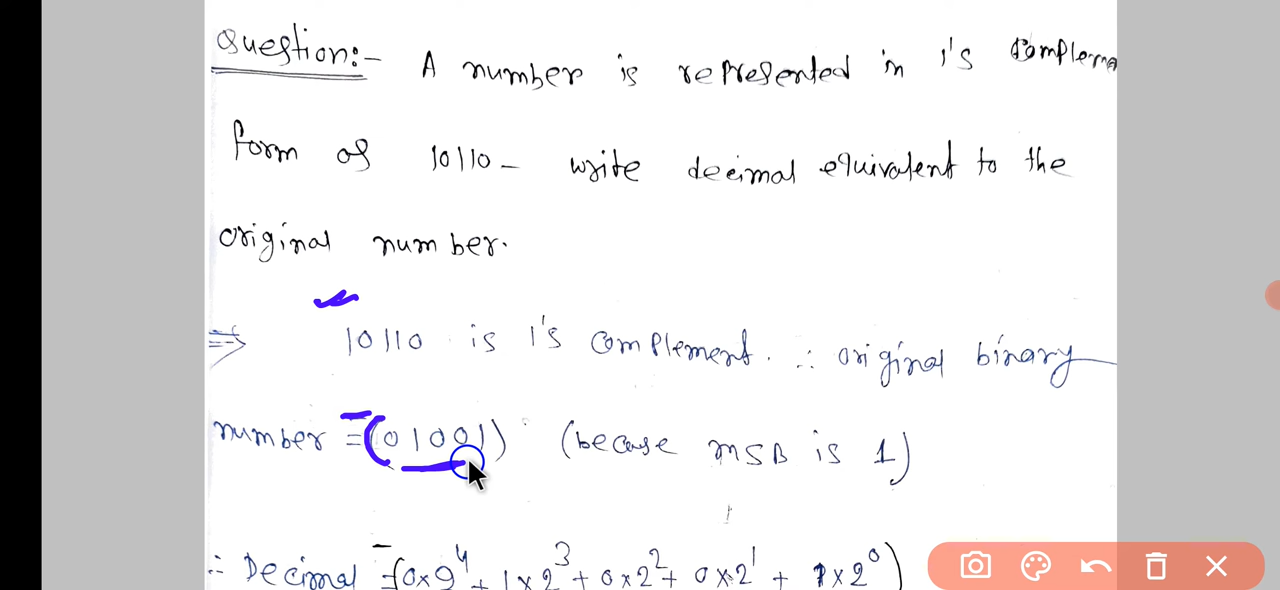 Question:- A number is represented in 1's complema
form of 10110 - write decimal equivalent to the
original number.
⇒ 10110 is 1's complement. ∴ original binary
number = -(01001) (becase MSB is 1)
∴ Decimal = -(0×2⁴ + 1×2³ + 0×2² + 0×2¹ + 1×2⁰)